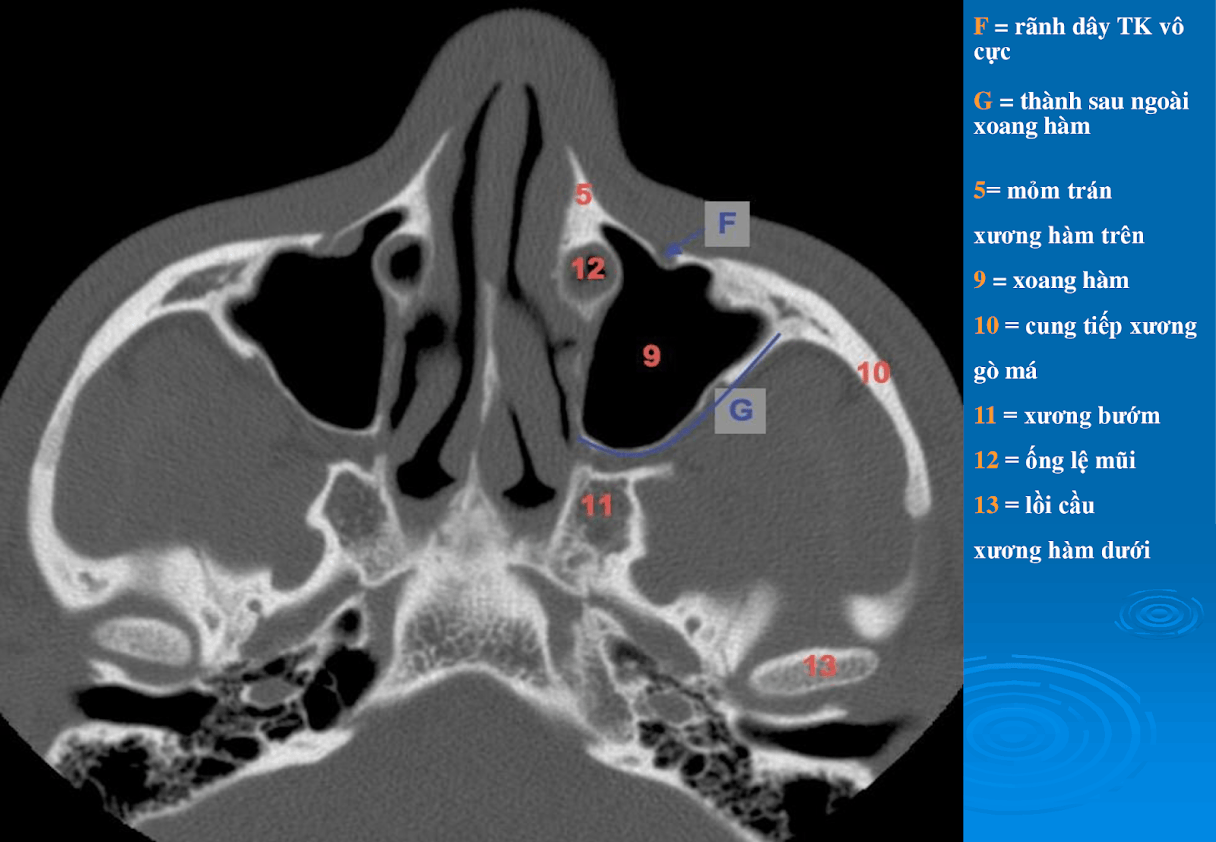 5
F
12
9
10
G
11
13
F = rãnh dây TK vô
cực
G = thành sau ngoài
xoang hàm
5= mỏm trán
xương hàm trên
9 = xoang hàm
10 = cung tiếp xương
gò má
11 = xương bướm
12 = ống lệ mũi
13 = lồi cầu
xương hàm dưới